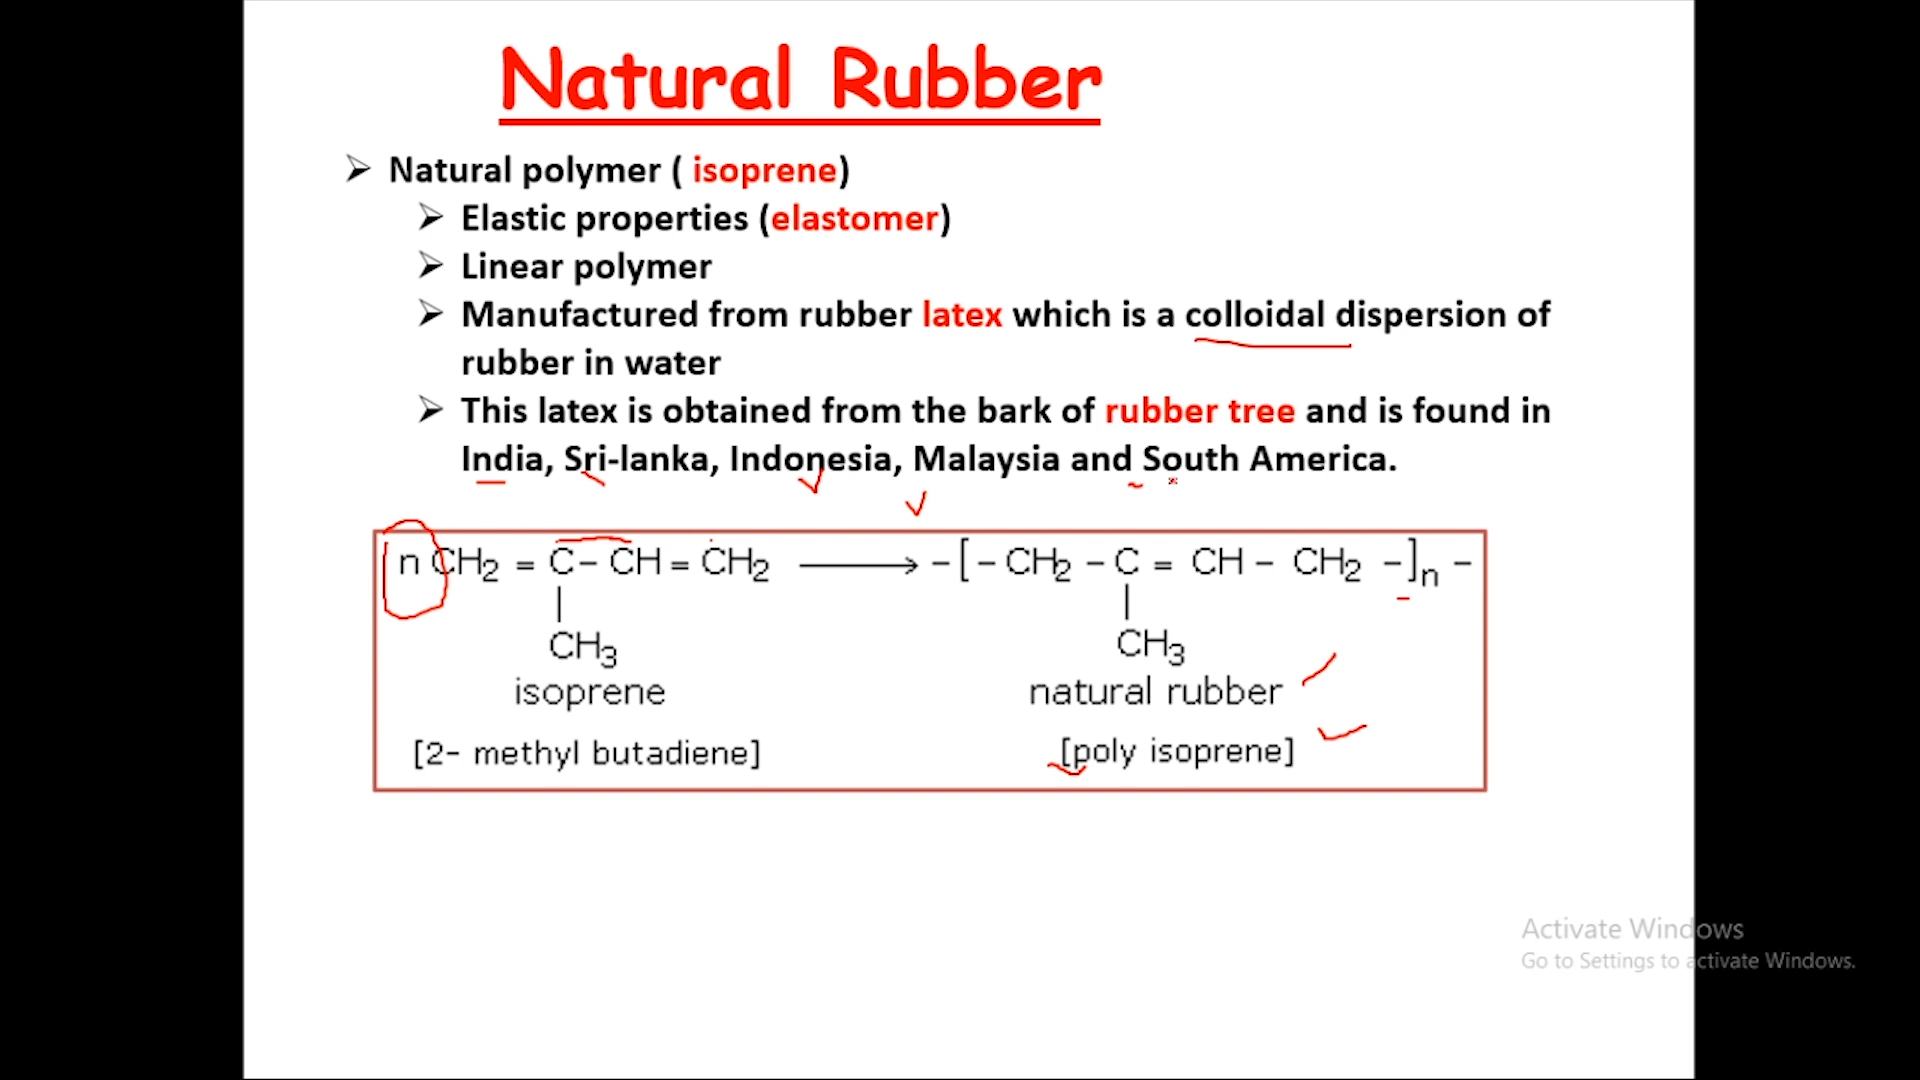 Natural Rubber
➢ Natural polymer ( isoprene)
➢ Elastic properties (elastomer)
➢ Linear polymer
➢ Manufactured from rubber latex which is a colloidal dispersion of
rubber in water
➢ This latex is obtained from the bark of rubber tree and is found in
India, Sri-lanka, Indonesia, Malaysia and South America.
n CH₂ = C – CH = CH₂ ⟶ –[– CH₂ – C = CH – CH₂ –]ₙ –
| |
CH₃ CH₃
isoprene natural rubber
[2- methyl butadiene] [poly isoprene]
Activate Windows
Go to Settings to activate Windows.